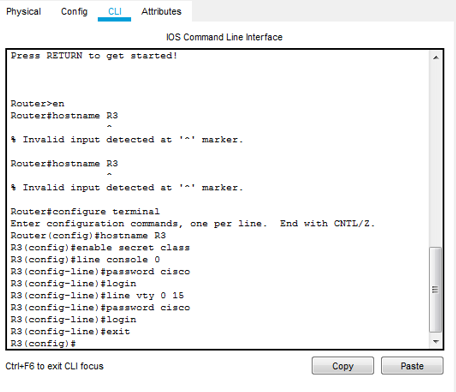 Physical Config CLI Attributes
IOS Command Line Interface
Press RETURN to get started!
Router>en
Router#hostname R3
^
% Invalid input detected at '^' marker.
Router#hostname R3
^
% Invalid input detected at '^' marker.
Router#configure terminal
Enter configuration commands, one per line.  End with CNTL/Z.
Router(config)#hostname R3
R3(config)#enable secret class
R3(config)#line console 0
R3(config-line)#password cisco
R3(config-line)#login
R3(config-line)#line vty 0 15
R3(config-line)#password cisco
R3(config-line)#login
R3(config-line)#exit
R3(config)#
Ctrl+F6 to exit CLI focus Copy Paste